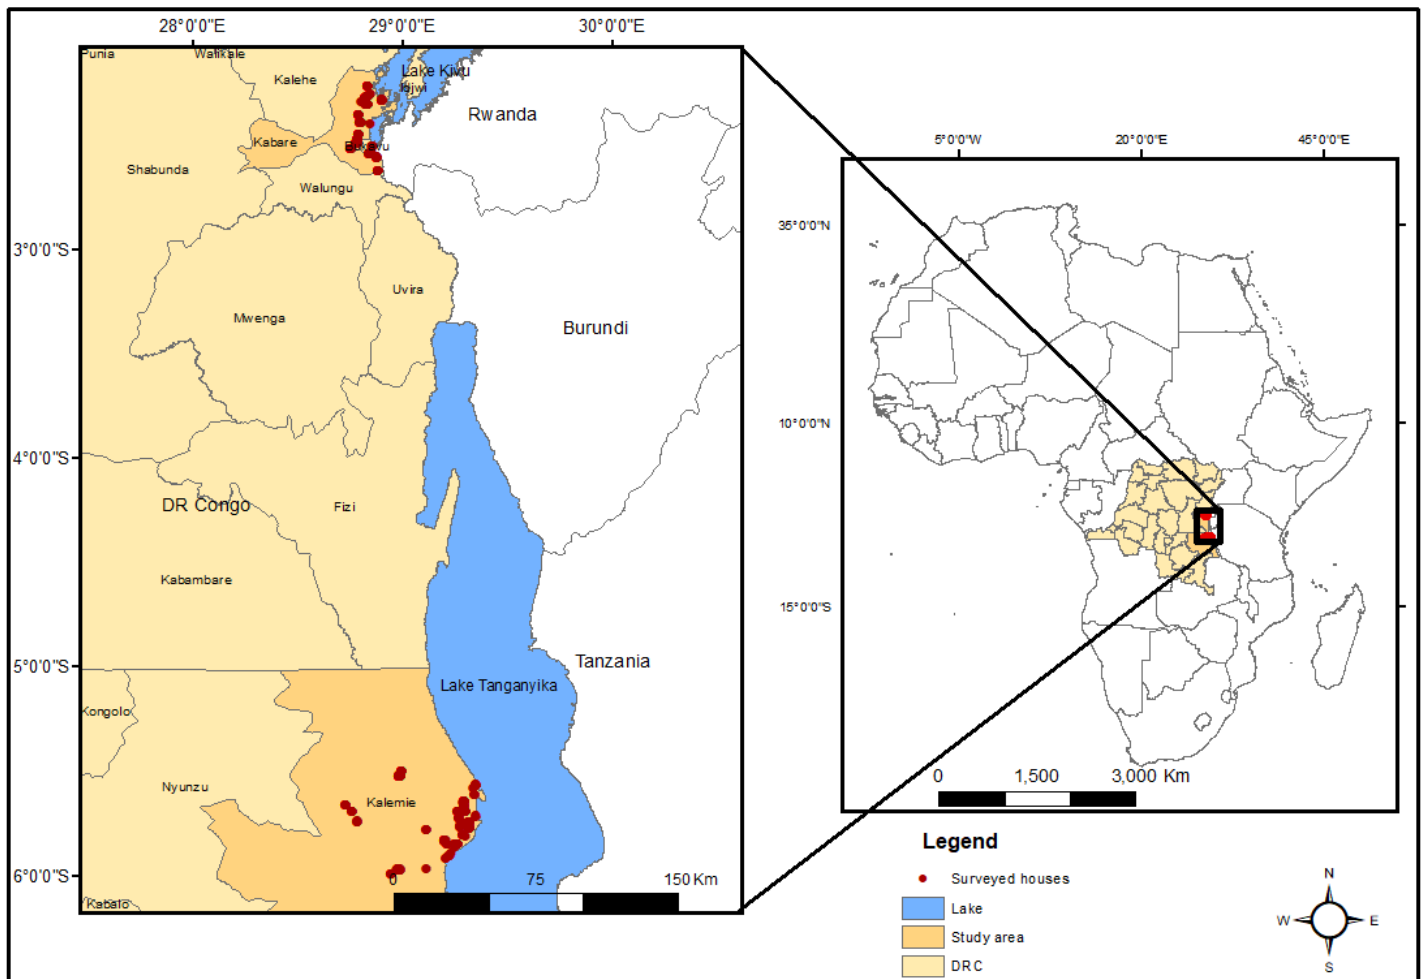 28°0'0"E 29°0'0"E 30°0'0"E
Punia
Walikale
Kalehe
Lake Kivu
Idjwi
Rwanda
Kabare
Bukavu
Shabunda
Walungu
3°0'0"S
Uvira
Mwenga
Burundi
4°0'0"S
DR Congo
Fizi
Kabambare
5°0'0"S
Tanzania
Lake Tanganyika
Kongolo
Nyunzu
Kalemie
6°0'0"S
0 75 150 Km
Kabalo
5°0'0"W 20°0'0"E 45°0'0"E
35°0'0"N
10°0'0"N
15°0'0"S
0 1,500 3,000 Km
Legend
Surveyed houses
Lake
Study area
DRC
N
W E
S